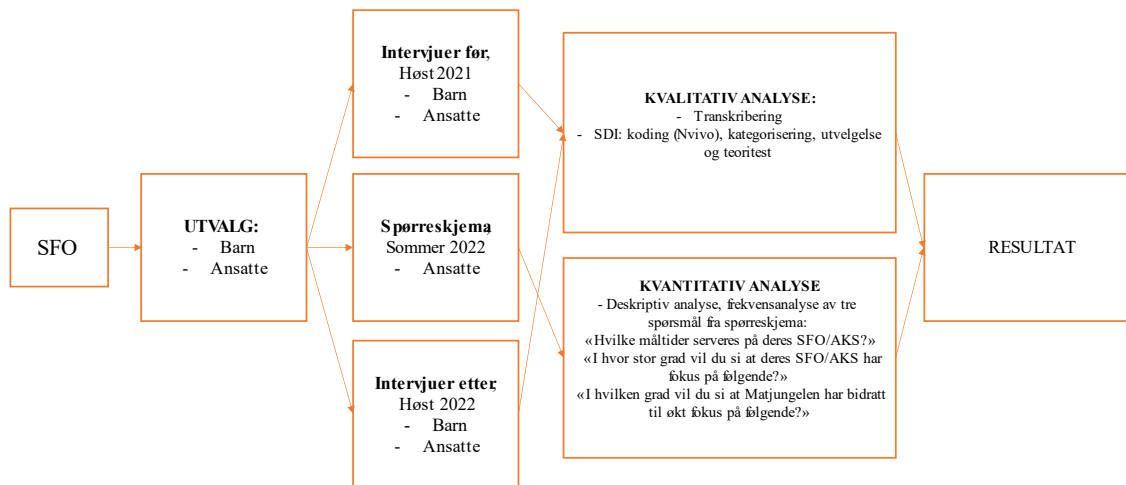 SFO
UTVALG:
- Barn
- Ansatte
Intervjuer før,
Høst 2021
- Barn
- Ansatte
Spørreskjema,
Sommer 2022
- Ansatte
Intervjuer etter,
Høst 2022
- Barn
- Ansatte
KVALITATIV ANALYSE:
- Transkribering
- SDI: koding (Nvivo), kategorisering, utvelgelse
og teoritest
KVANTITATIV ANALYSE
- Deskriptiv analyse, frekvensanalyse av tre
spørsmål fra spørreskjema:
«Hvilke måltider serveres på deres SFO/AKS?»
«I hvor stor grad vil du si at deres SFO/AKS har
fokus på følgende?»
«I hvilken grad vil du si at Matjungelen har bidratt
til økt fokus på følgende?»
RESULTAT